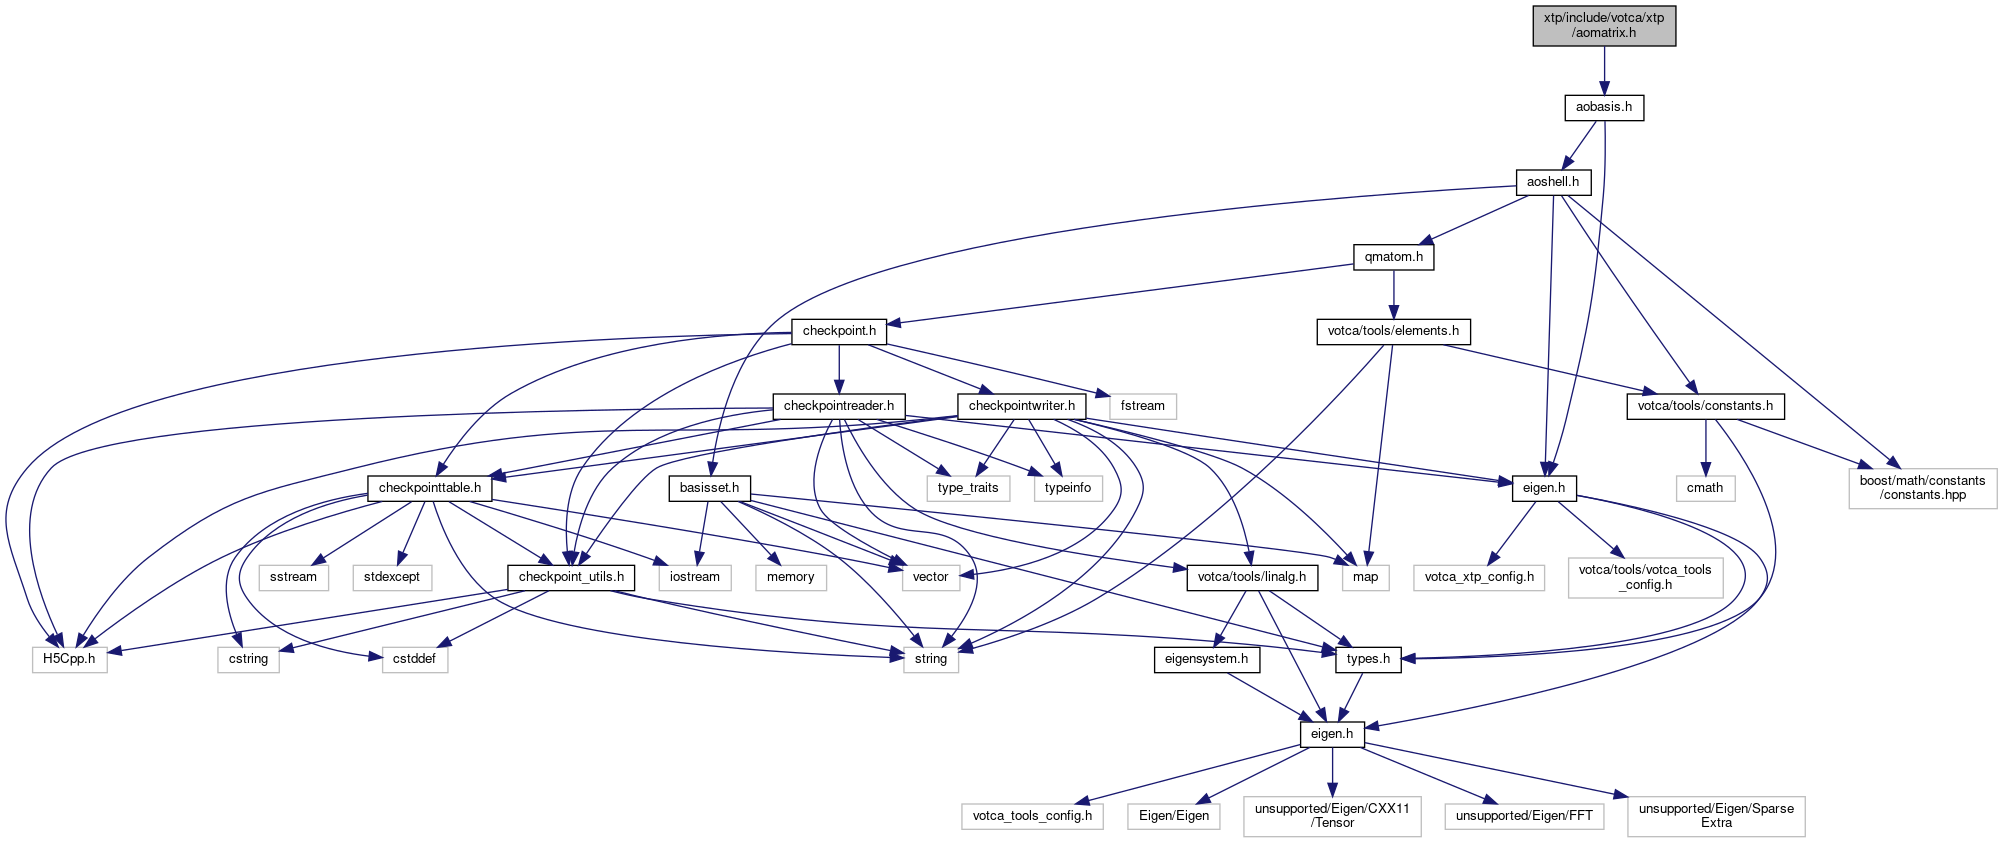 xtp/include/votca/xtp
/aomatrix.h
aobasis.h
aoshell.h
qmatom.h
checkpoint.h
votca/tools/elements.h
checkpointreader.h
checkpointwriter.h
fstream
votca/tools/constants.h
checkpointtable.h
basisset.h
type_traits
typeinfo
eigen.h
cmath
boost/math/constants
/constants.hpp
sstream
stdexcept
checkpoint_utils.h
iostream
memory
vector
votca/tools/linalg.h
map
votca_xtp_config.h
votca/tools/votca_tools
_config.h
H5Cpp.h
cstring
cstddef
string
eigensystem.h
types.h
eigen.h
votca_tools_config.h
Eigen/Eigen
unsupported/Eigen/CXX11
/Tensor
unsupported/Eigen/FFT
unsupported/Eigen/Sparse
Extra